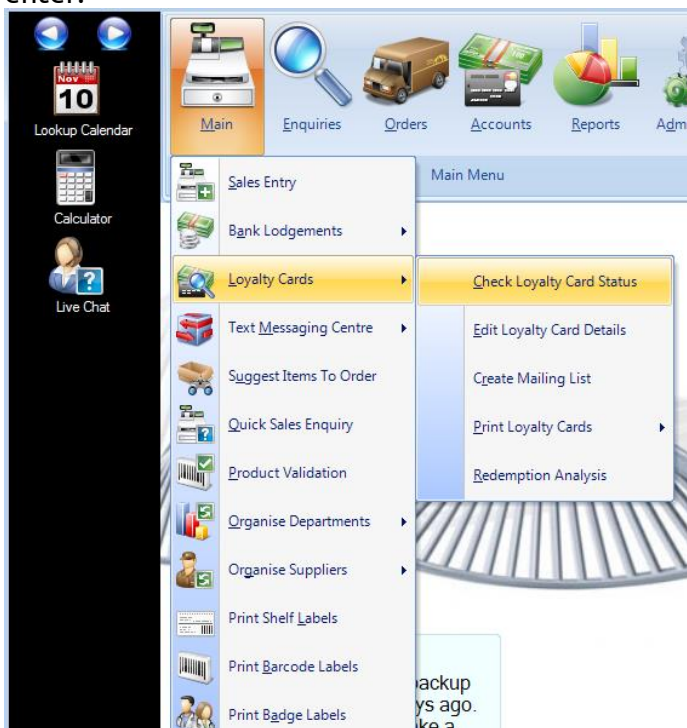 enter.
Nov
10
Lookup Calendar
Calculator
Live Chat
Main
Enquiries
Orders
Accounts
Reports
Main Menu
Sales Entry
Bank Lodgements
Loyalty Cards
Text Messaging Centre
Suggest Items To Order
Quick Sales Enquiry
Product Validation
Organise Departments
Organise Suppliers
Print Shelf Labels
Print Barcode Labels
Print Badge Labels
Check Loyalty Card Status
Edit Loyalty Card Details
Create Mailing List
Print Loyalty Cards
Redemption Analysis
ys ago.